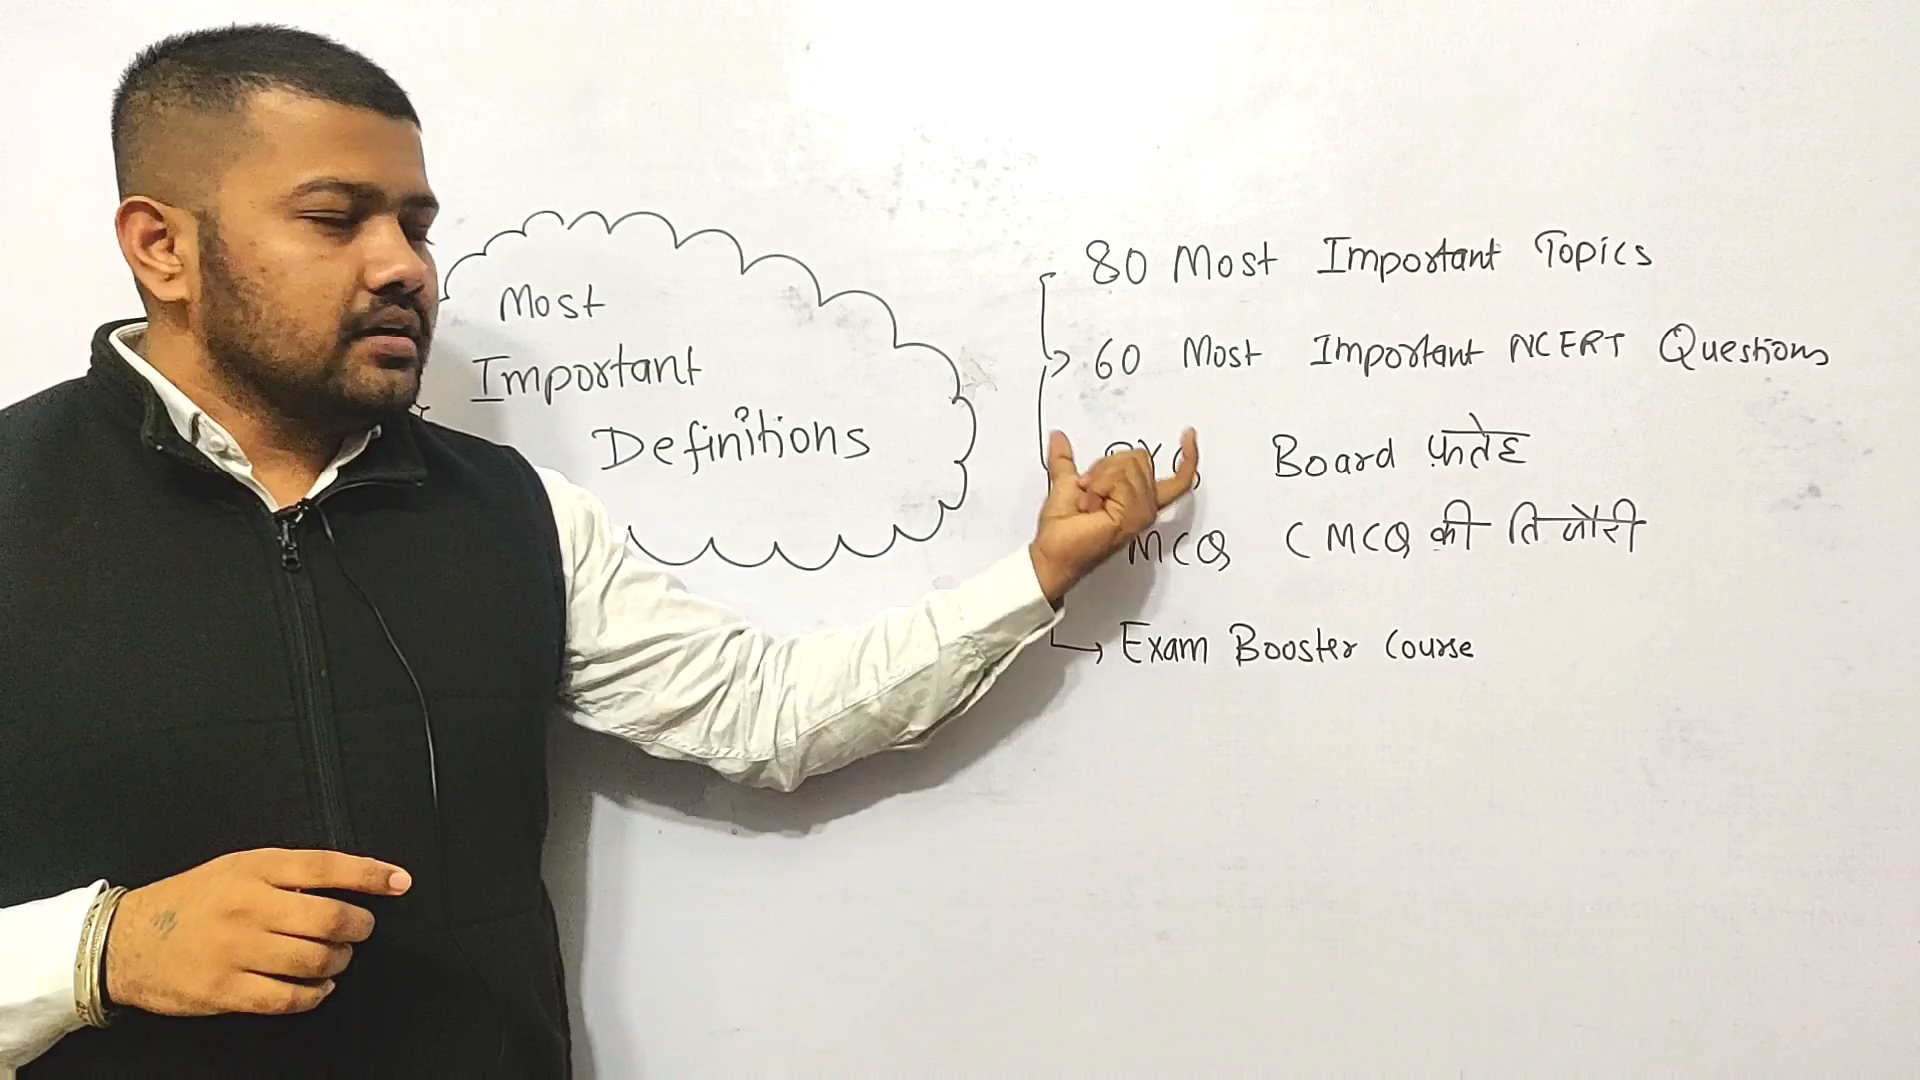 Most
Important
Definitions
80 Most Important Topics
60 Most Important NCERT Questions
Board फतेह
MCQ ( MCQ की तिजोरी
Exam Booster Course